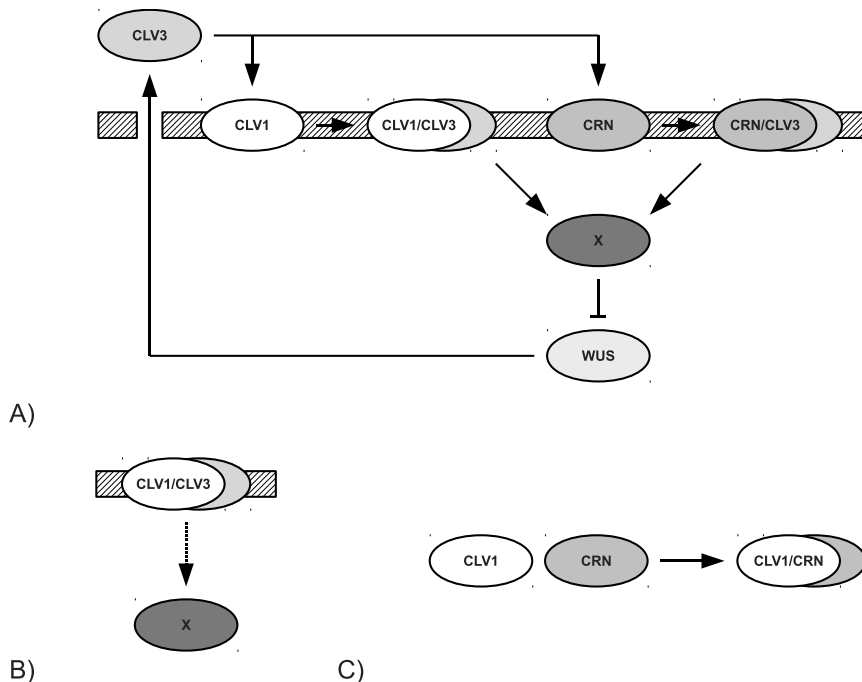 CLV3
CLV1
CLV1/CLV3
CRN
CRN/CLV3
X
WUS
A)
CLV1/CLV3
CLV1
CRN
CLV1/CRN
X
B)
C)